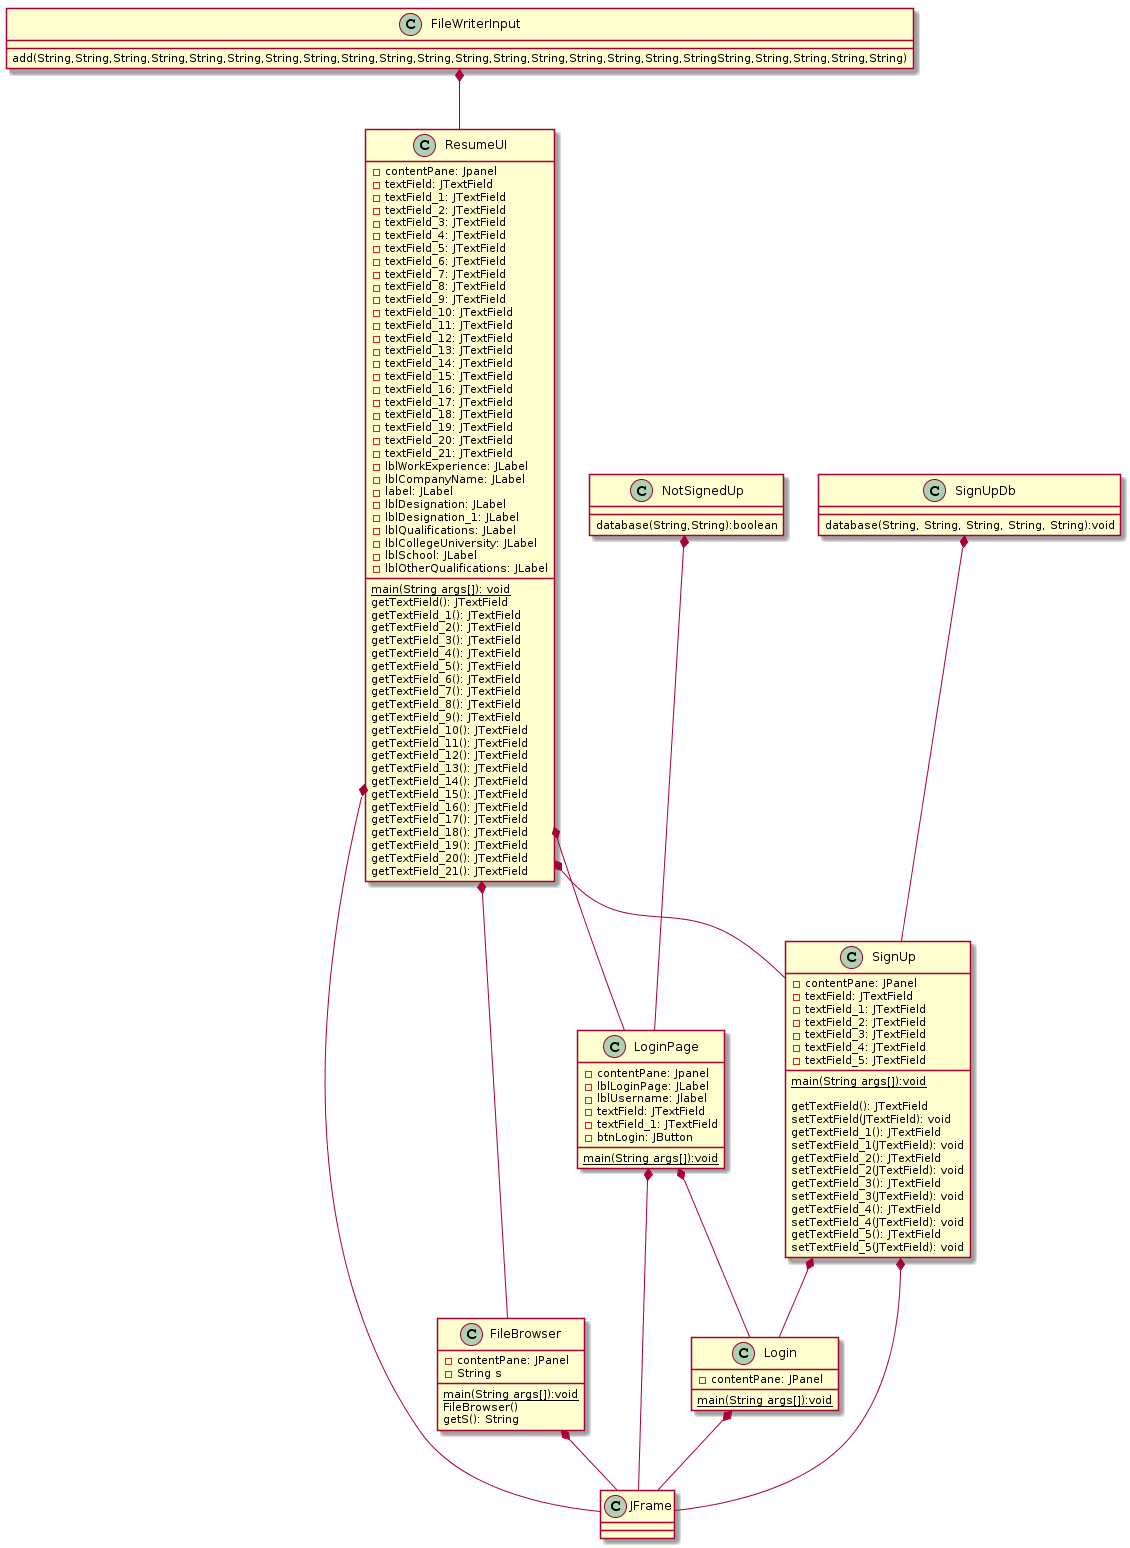 C FileWriterInput
add(String,String,String,String,String,String,String,String,String,String,String,String,String,String,String,String,String,StringString,String,String,String,String)
C ResumeUI
contentPane: Jpanel
textField: JTextField
textField_1: JTextField
textField_2: JTextField
textField_3: JTextField
textField_4: JTextField
textField_5: JTextField
textField_6: JTextField
textField_7: JTextField
textField_8: JTextField
textField_9: JTextField
textField_10: JTextField
textField_11: JTextField
textField_12: JTextField
textField_13: JTextField
textField_14: JTextField
textField_15: JTextField
textField_16: JTextField
textField_17: JTextField
textField_18: JTextField
textField_19: JTextField
textField_20: JTextField
textField_21: JTextField
lblWorkExperience: JLabel
lblCompanyName: JLabel
label: JLabel
lblDesignation: JLabel
lblDesignation_1: JLabel
lblQualifications: JLabel
lblCollegeUniversity: JLabel
lblSchool: JLabel
lblOtherQualifications: JLabel
main(String args[]): void
getTextField(): JTextField
getTextField_1(): JTextField
getTextField_2(): JTextField
getTextField_3(): JTextField
getTextField_4(): JTextField
getTextField_5(): JTextField
getTextField_6(): JTextField
getTextField_7(): JTextField
getTextField_8(): JTextField
getTextField_9(): JTextField
getTextField_10(): JTextField
getTextField_11(): JTextField
getTextField_12(): JTextField
getTextField_13(): JTextField
getTextField_14(): JTextField
getTextField_15(): JTextField
getTextField_16(): JTextField
getTextField_17(): JTextField
getTextField_18(): JTextField
getTextField_19(): JTextField
getTextField_20(): JTextField
getTextField_21(): JTextField
C NotSignedUp
database(String,String):boolean
C SignUpDb
database(String, String, String, String, String):void
C SignUp
contentPane: JPanel
textField: JTextField
textField_1: JTextField
textField_2: JTextField
textField_3: JTextField
textField_4: JTextField
textField_5: JTextField
main(String args[]):void
getTextField(): JTextField
setTextField(JTextField): void
getTextField_1(): JTextField
setTextField_1(JTextField): void
getTextField_2(): JTextField
setTextField_2(JTextField): void
getTextField_3(): JTextField
setTextField_3(JTextField): void
getTextField_4(): JTextField
setTextField_4(JTextField): void
getTextField_5(): JTextField
setTextField_5(JTextField): void
C LoginPage
contentPane: Jpanel
lblLoginPage: JLabel
lblUsername: Jlabel
textField: JTextField
textField_1: JTextField
btnLogin: JButton
main(String args[]):void
C FileBrowser
contentPane: JPanel
String s
main(String args[]):void
FileBrowser()
getS(): String
C Login
contentPane: JPanel
main(String args[]):void
C JFrame